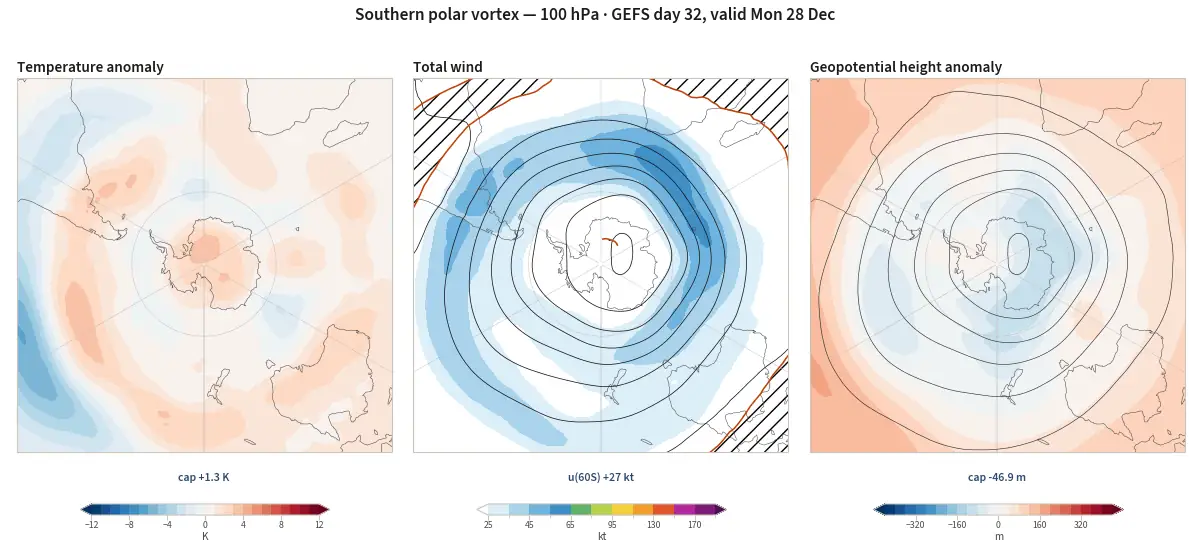 Southern polar vortex — 100 hPa · GEFS day 32, valid Mon 28 Dec
Temperature anomaly
Total wind
Geopotential height anomaly
cap +1.3 K
u(60S) +27 kt
cap -46.9 m
−12 −8 −4 0 4 8 12
K
25 45 65 95 130 170
kt
−320 −160 0 160 320
m